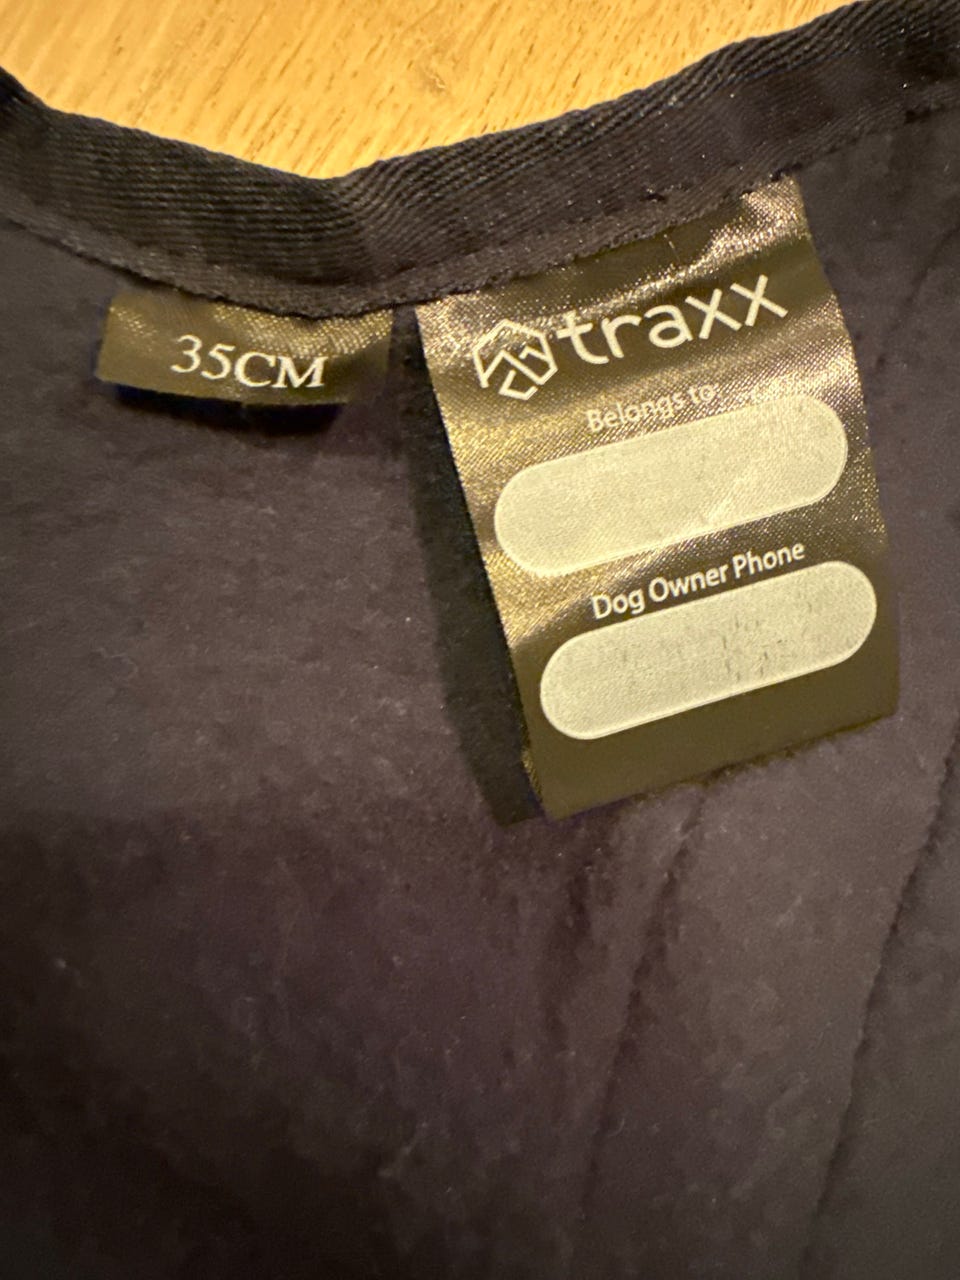 35CM
traxx
Belongs to:
Dog Owner Phone